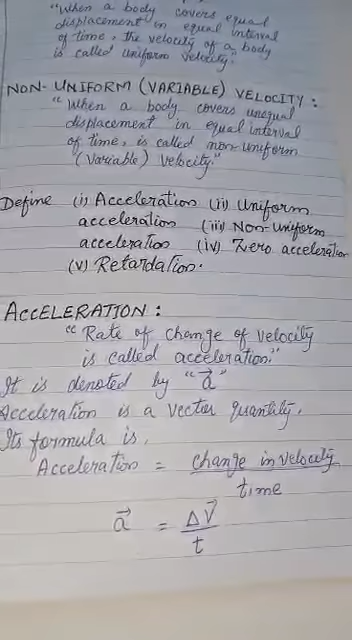 "When a body covers equal
displacement in equal interval
of time, the velocity of a body
is called uniform velocity."
NON-UNIFORM (VARIABLE) VELOCITY :
"When a body covers unequal
displacement in equal interval
of time, is called non-uniform
(Variable) velocity."
Define (i) Acceleration (ii) Uniform
acceleration (iii) Non-uniform
acceleration (iv) Zero acceleration
(v) Retardation.
ACCELERATION :
"Rate of change of velocity
is called acceleration."
It is denoted by "a⃗"
Acceleration is a vector quantity.
Its formula is,
Acceleration = change in velocity / time
a⃗ = ΔV⃗ / t